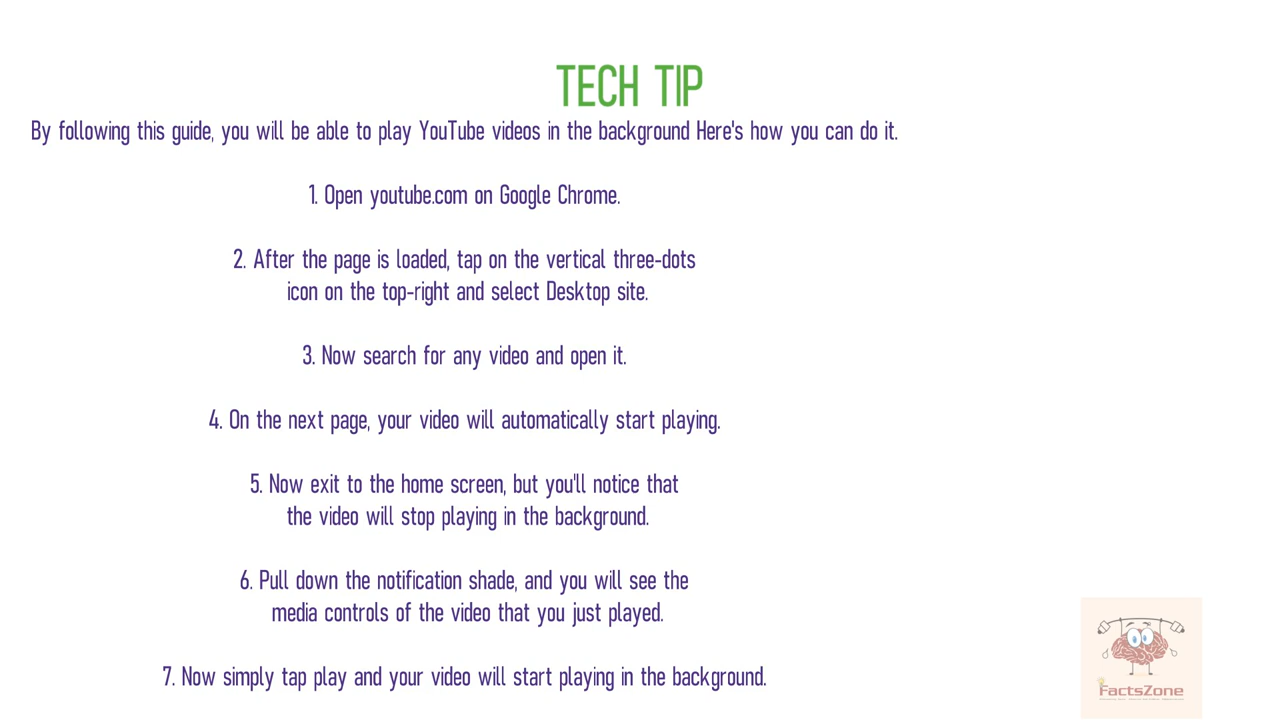 TECH TIP
By following this guide, you will be able to play YouTube videos in the background Here's how you can do it.
1. Open youtube.com on Google Chrome.
2. After the page is loaded, tap on the vertical three-dots
icon on the top-right and select Desktop site.
3. Now search for any video and open it.
4. On the next page, your video will automatically start playing.
5. Now exit to the home screen, but you'll notice that
the video will stop playing in the background.
6. Pull down the notification shade, and you will see the
media controls of the video that you just played.
7. Now simply tap play and your video will start playing in the background.
FactsZone